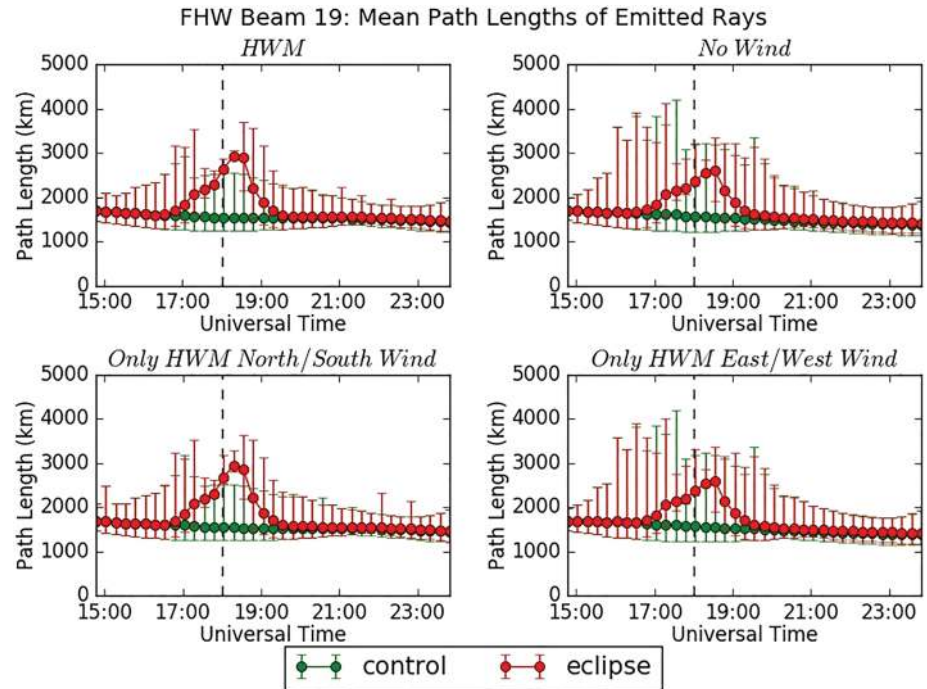 FHW Beam 19: Mean Path Lengths of Emitted Rays
HWM
No Wind
Path Length (km)
5000
4000
3000
2000
1000
0
15:00 17:00 19:00 21:00 23:00
Universal Time
Path Length (km)
5000
4000
3000
2000
1000
0
15:00 17:00 19:00 21:00 23:00
Universal Time
Only HWM North/South Wind
Only HWM East/West Wind
Path Length (km)
5000
4000
3000
2000
1000
0
15:00 17:00 19:00 21:00 23:00
Universal Time
Path Length (km)
5000
4000
3000
2000
1000
0
15:00 17:00 19:00 21:00 23:00
Universal Time
control eclipse